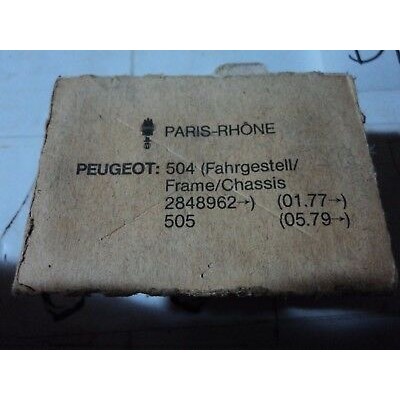 PARIS-RHÔNE
PEUGEOT: 504 (Fahrgestell/
Frame/Chassis
2848962→) (01.77→)
505 (05.79→)